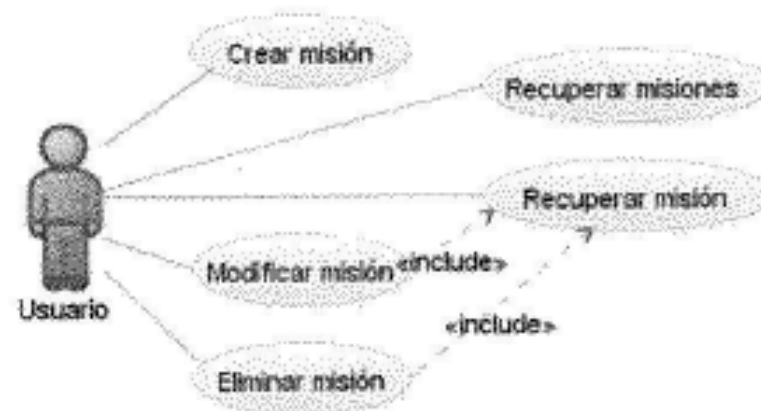 Crear misión
Recuperar misiones
Recuperar misión
Modificar misión
«include»
Usuario
«include»
Eliminar misión